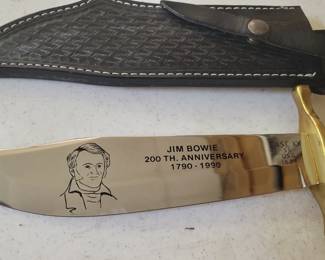 JIM BOWIE
200 TH. ANNIVERSARY
1790 - 1990